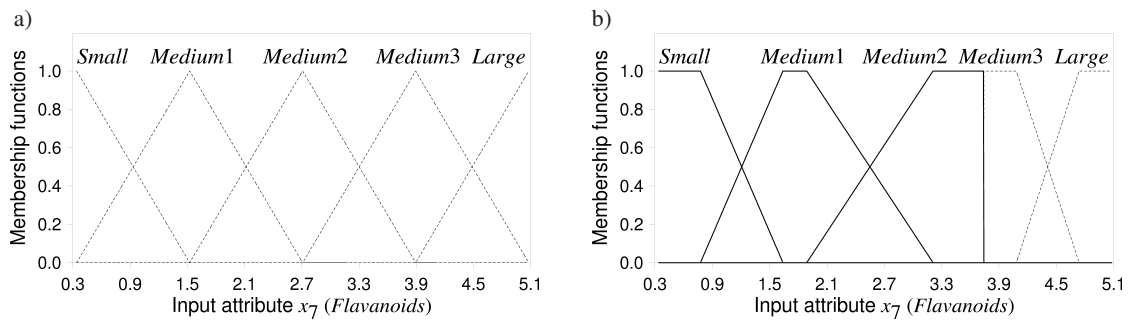 a)
Small Medium1 Medium2 Medium3 Large
Membership functions
1.0
0.8
0.6
0.4
0.2
0.0
0.3 0.9 1.5 2.1 2.7 3.3 3.9 4.5 5.1
Input attribute x7 (Flavanoids)
b)
Small Medium1 Medium2 Medium3 Large
Membership functions
1.0
0.8
0.6
0.4
0.2
0.0
0.3 0.9 1.5 2.1 2.7 3.3 3.9 4.5 5.1
Input attribute x7 (Flavanoids)